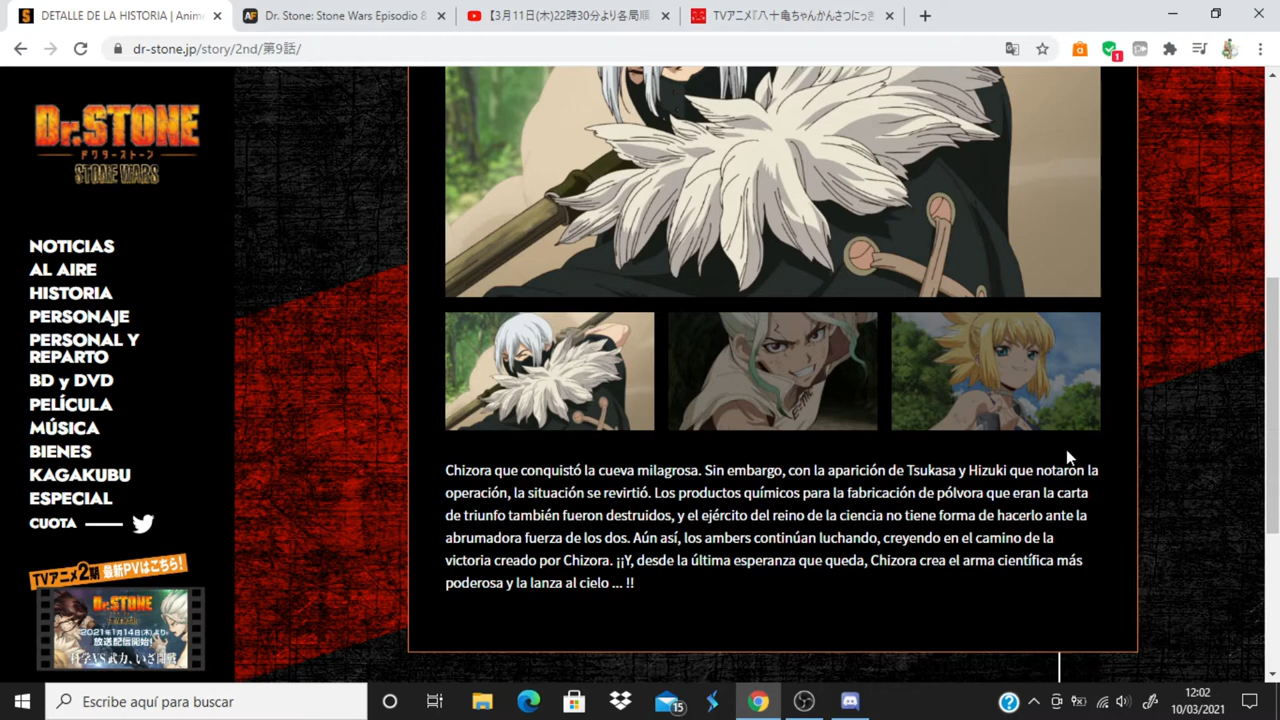 DETALLE DE LA HISTORIA | Anime
Dr. Stone: Stone Wars Episodio 8
【3月11日(木)22時30分より各局順
TVアニメ『八十亀ちゃんかんさつにっき
dr-stone.jp/story/2nd/第9話/
1
Dr.STONE
ドクターストーン
STONE WARS
NOTICIAS
AL AIRE
HISTORIA
PERSONAJE
PERSONAL Y
REPARTO
BD y DVD
PELÍCULA
MÚSICA
BIENES
KAGAKUBU
ESPECIAL
CUOTA
TVアニメ2期 最新PVはこちら!
Dr.STONE
2021年1月14日(木)より
放送配信開始!
科学VS武力、いざ開戦
Chizora que conquistó la cueva milagrosa. Sin embargo, con la aparición de Tsukasa y Hizuki que notaron la
operación, la situación se revirtió. Los productos químicos para la fabricación de pólvora que eran la carta
de triunfo también fueron destruidos, y el ejército del reino de la ciencia no tiene forma de hacerlo ante la
abrumadora fuerza de los dos. Aún así, los ambers continúan luchando, creyendo en el camino de la
victoria creado por Chizora. ¡¡Y, desde la última esperanza que queda, Chizora crea el arma científica más
poderosa y la lanza al cielo ... !!
Escribe aquí para buscar
15
12:02
10/03/2021